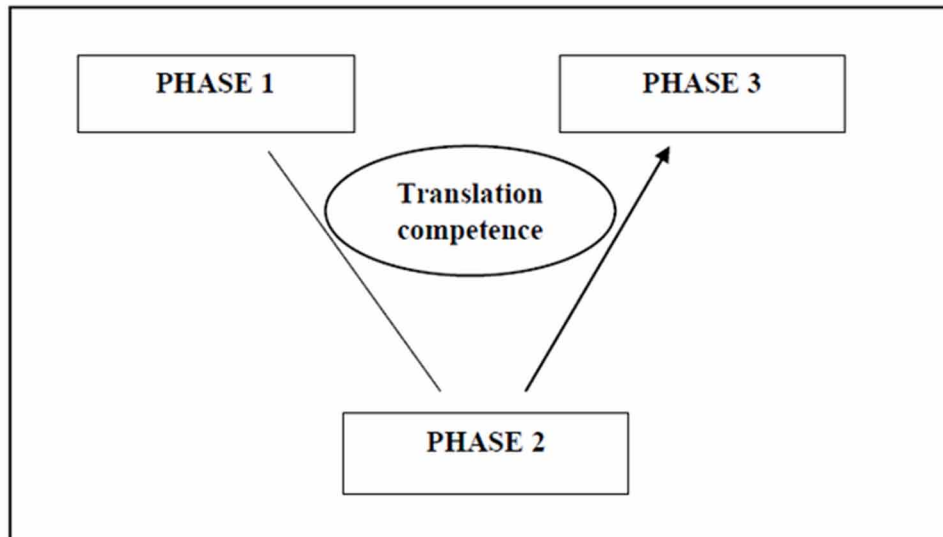 PHASE 1
PHASE 3
Translation
competence
PHASE 2